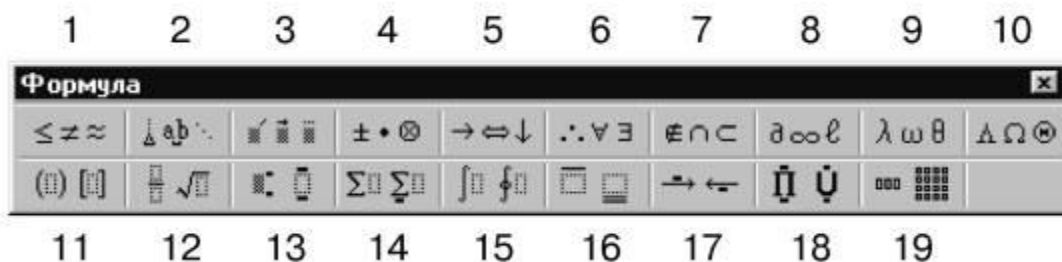 1 2 3 4 5 6 7 8 9 10
Формула
≤ ≠ ≈ ab ⋱ ± • ⊗ → ⇔ ↓ ∴ ∀ ∃ ∉ ∩ ⊂ ∂ ∞ ℓ λ ω θ Λ Ω Θ
(▯) [▯] √▯ Σ▯ Σ▯ ∫▯ ∮▯ → ← Π Ụ
11 12 13 14 15 16 17 18 19